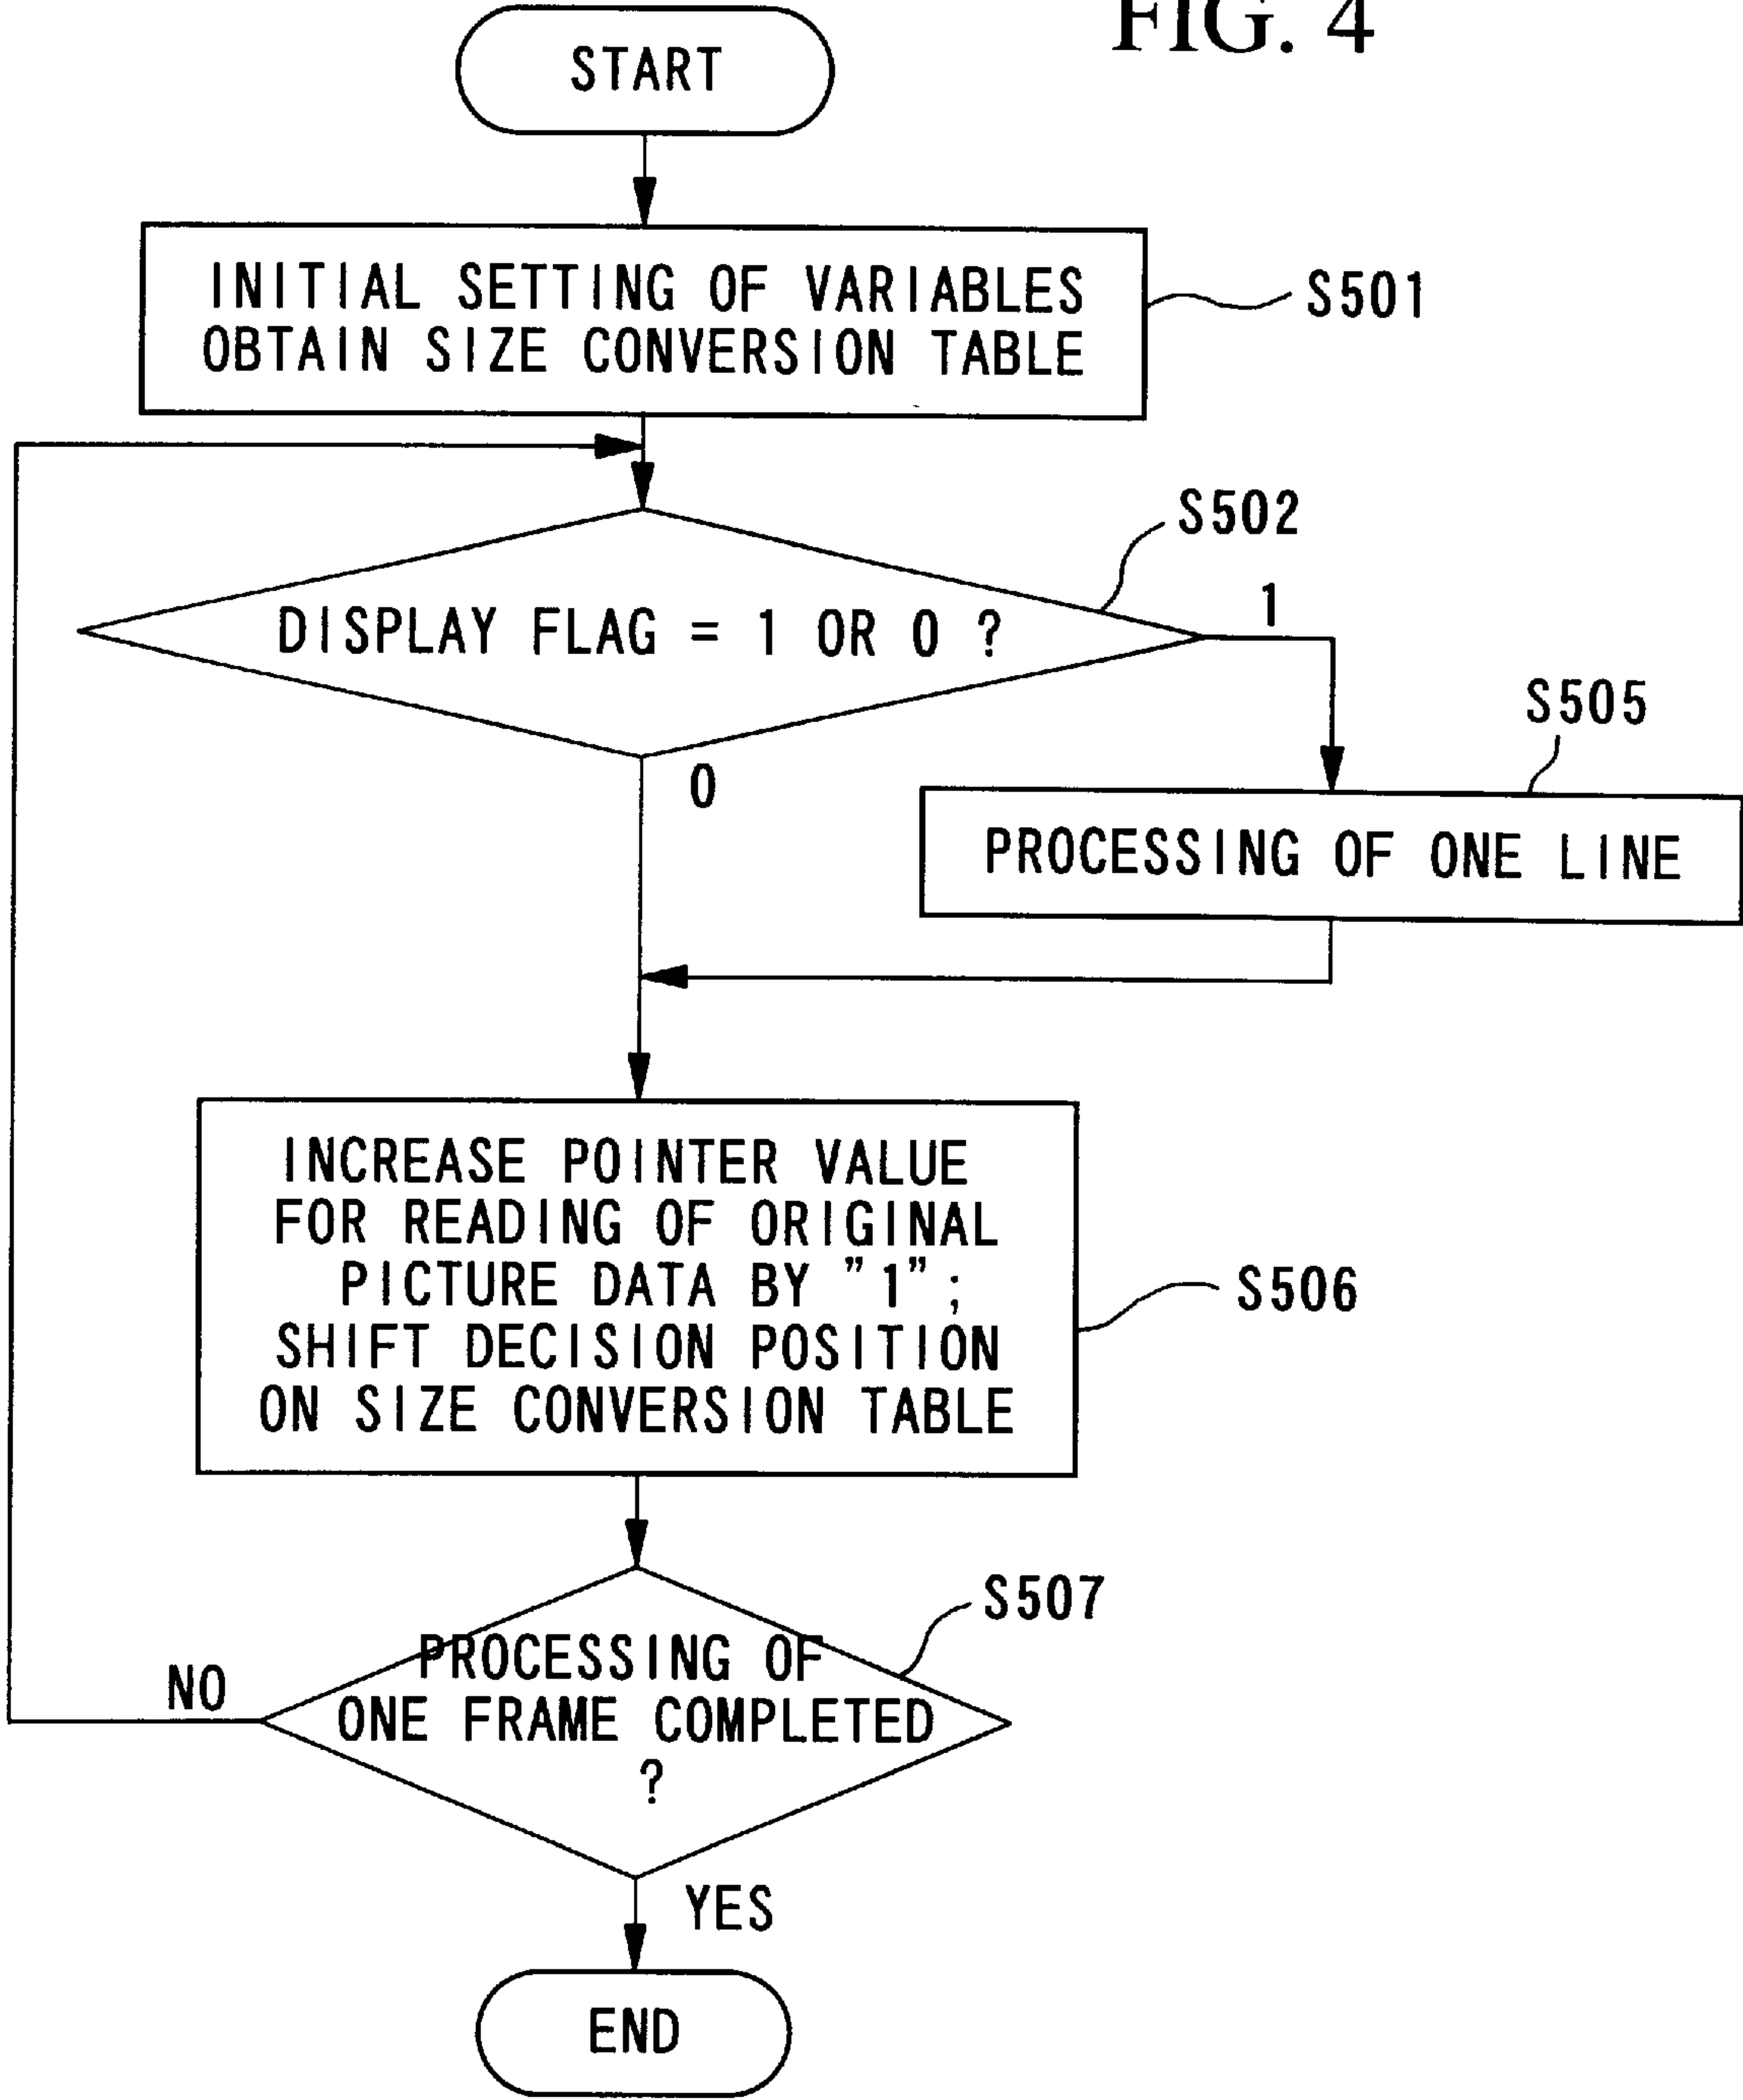 FIG. 4
START
INITIAL SETTING OF VARIABLES
OBTAIN SIZE CONVERSION TABLE
S501
S502
DISPLAY FLAG = 1 OR 0 ?
1
0
S505
PROCESSING OF ONE LINE
INCREASE POINTER VALUE
FOR READING OF ORIGINAL
PICTURE DATA BY ”1”;
SHIFT DECISION POSITION
ON SIZE CONVERSION TABLE
S506
S507
PROCESSING OF
ONE FRAME COMPLETED
?
NO
YES
END